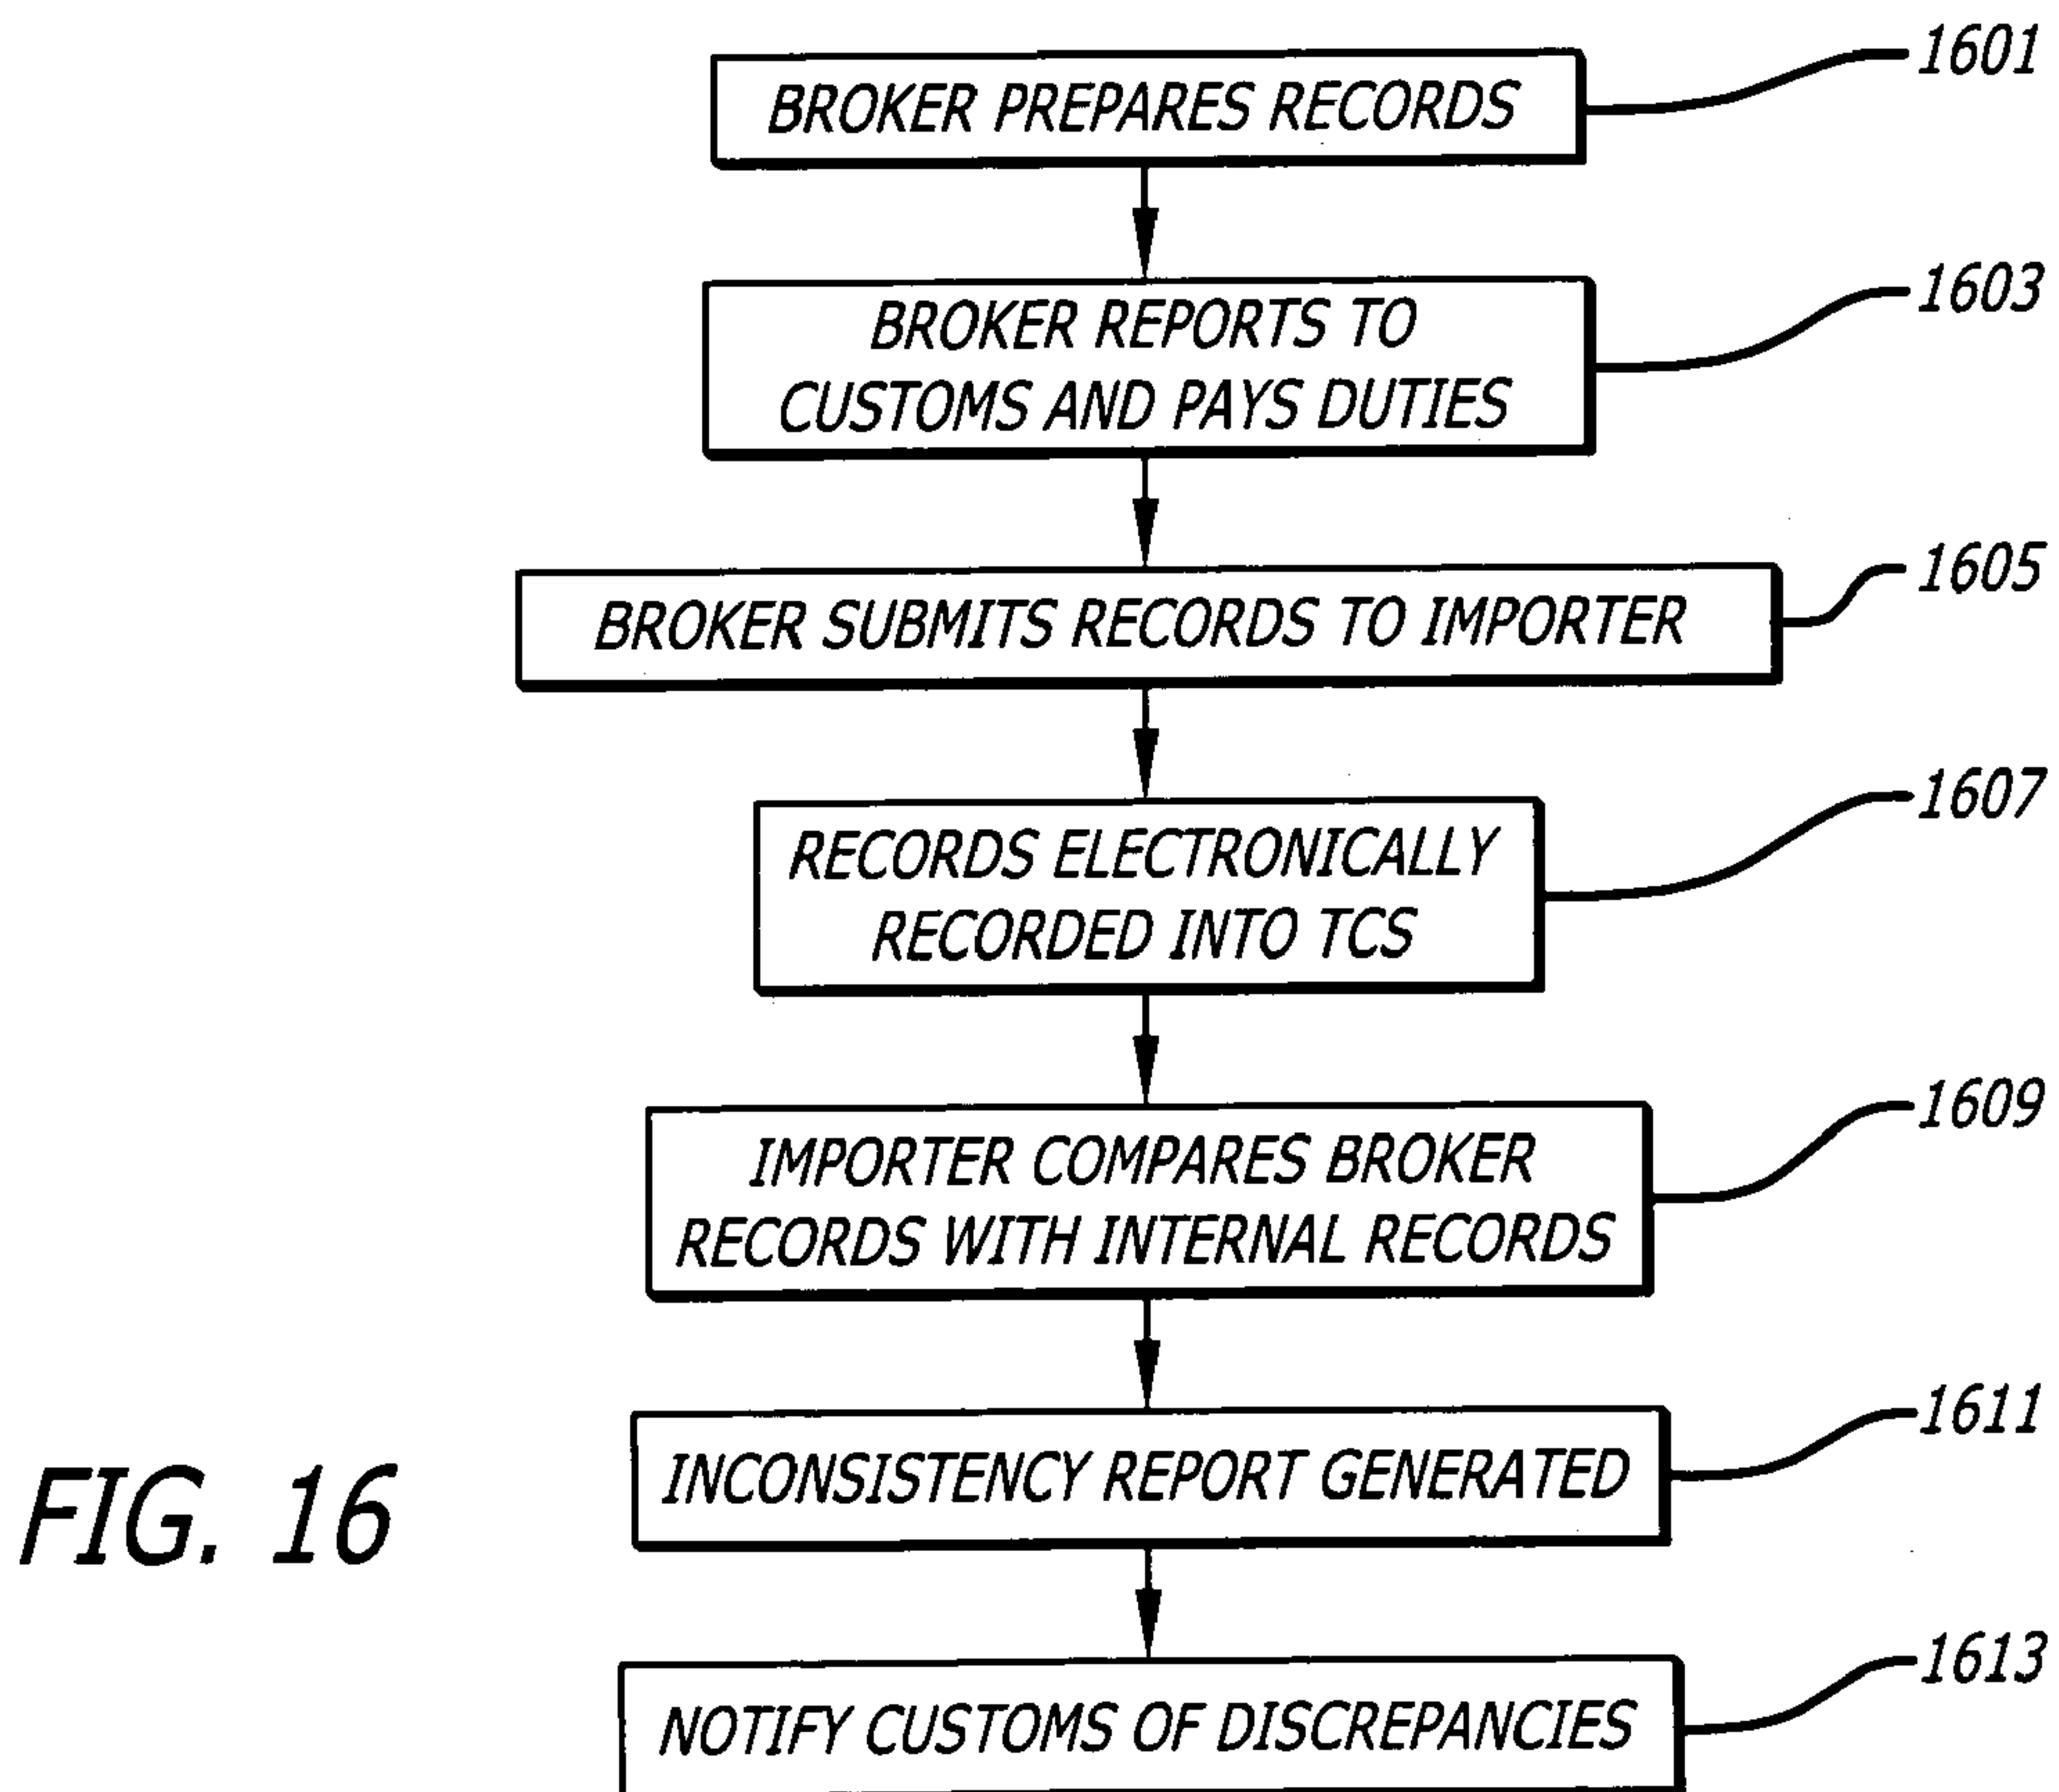 BROKER PREPARES RECORDS
1601
BROKER REPORTS TO
CUSTOMS AND PAYS DUTIES
1603
BROKER SUBMITS RECORDS TO IMPORTER
1605
RECORDS ELECTRONICALLY
RECORDED INTO TCS
1607
IMPORTER COMPARES BROKER
RECORDS WITH INTERNAL RECORDS
1609
INCONSISTENCY REPORT GENERATED
1611
NOTIFY CUSTOMS OF DISCREPANCIES
1613
FIG. 16